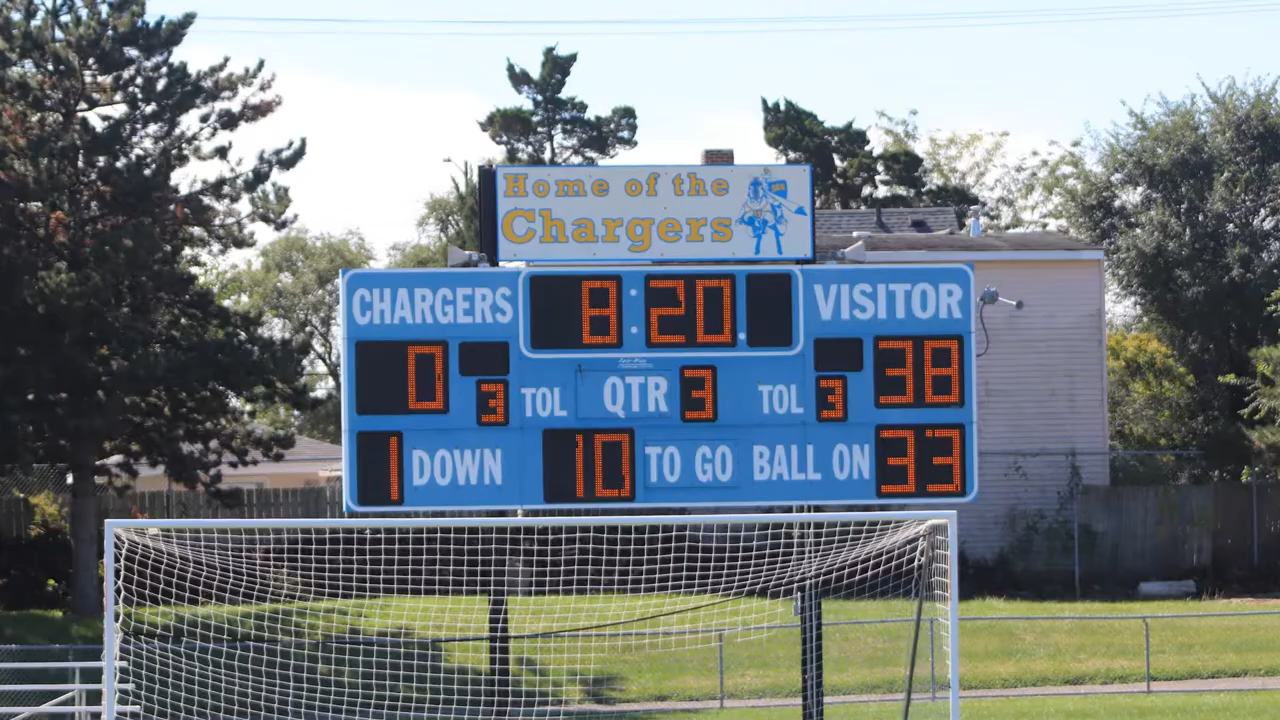 Home of the
Chargers
CHARGERS 8:20 VISITOR
0 3 TOL QTR 3 TOL 3 38
1 DOWN 10 TO GO BALL ON 33